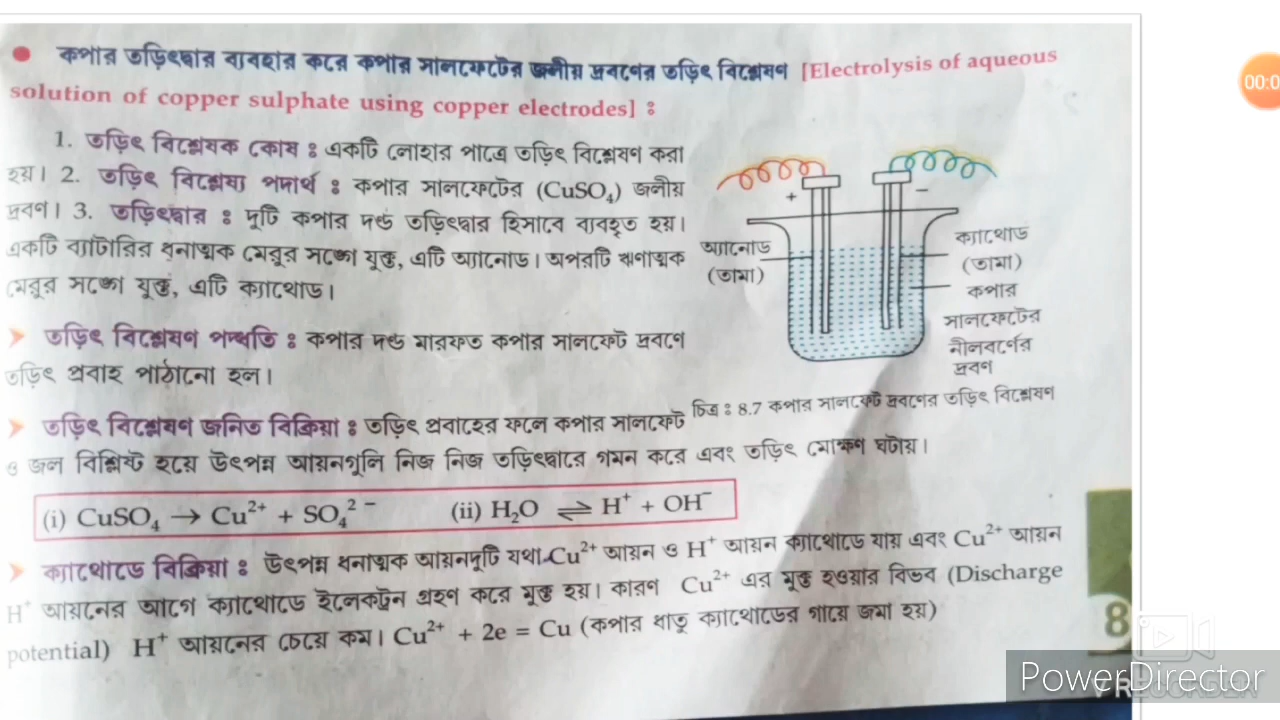 • কপার তড়িৎদ্বার ব্যবহার করে কপার সালফেটের জলীয় দ্রবণের তড়িৎ বিশ্লেষণ [Electrolysis of aqueous
solution of copper sulphate using copper electrodes] :
1. তড়িৎ বিশ্লেষক কোষ : একটি লোহার পাত্রে তড়িৎ বিশ্লেষণ করা
হয়। 2. তড়িৎ বিশ্লেষ্য পদার্থ : কপার সালফেটের (CuSO₄) জলীয়
দ্রবণ। 3. তড়িৎদ্বার : দুটি কপার দণ্ড তড়িৎদ্বার হিসাবে ব্যবহৃত হয়।
একটি ব্যাটারির ধনাত্মক মেরুর সঙ্গে যুক্ত, এটি অ্যানোড। অপরটি ঋণাত্মক
মেরুর সঙ্গে যুক্ত, এটি ক্যাথোড।
➤ তড়িৎ বিশ্লেষণ পদ্ধতি : কপার দণ্ড মারফত কপার সালফেট দ্রবণে
তড়িৎ প্রবাহ পাঠানো হল।
+
−
অ্যানোড
(তামা)
ক্যাথোড
(তামা)
কপার
সালফেটের
নীলবর্ণের
দ্রবণ
চিত্র : 8.7 কপার সালফেট দ্রবণের তড়িৎ বিশ্লেষণ
➤ তড়িৎ বিশ্লেষণ জনিত বিক্রিয়া : তড়িৎ প্রবাহের ফলে কপার সালফেট
ও জল বিশ্লিষ্ট হয়ে উৎপন্ন আয়নগুলি নিজ নিজ তড়িৎদ্বারে গমন করে এবং তড়িৎ মোক্ষণ ঘটায়।
(i) CuSO₄ → Cu²⁺ + SO₄²⁻ (ii) H₂O ⇌ H⁺ + OH⁻
➤ ক্যাথোডে বিক্রিয়া : উৎপন্ন ধনাত্মক আয়নদুটি যথা Cu²⁺ আয়ন ও H⁺ আয়ন ক্যাথোডে যায় এবং Cu²⁺ আয়ন
H⁺ আয়নের আগে ক্যাথোডে ইলেকট্রন গ্রহণ করে মুক্ত হয়। কারণ Cu²⁺ এর মুক্ত হওয়ার বিভব (Discharge
potential) H⁺ আয়নের চেয়ে কম। Cu²⁺ + 2e = Cu (কপার ধাতু ক্যাথোডের গায়ে জমা হয়)
8
00:0
PowerDirector
RECORDER